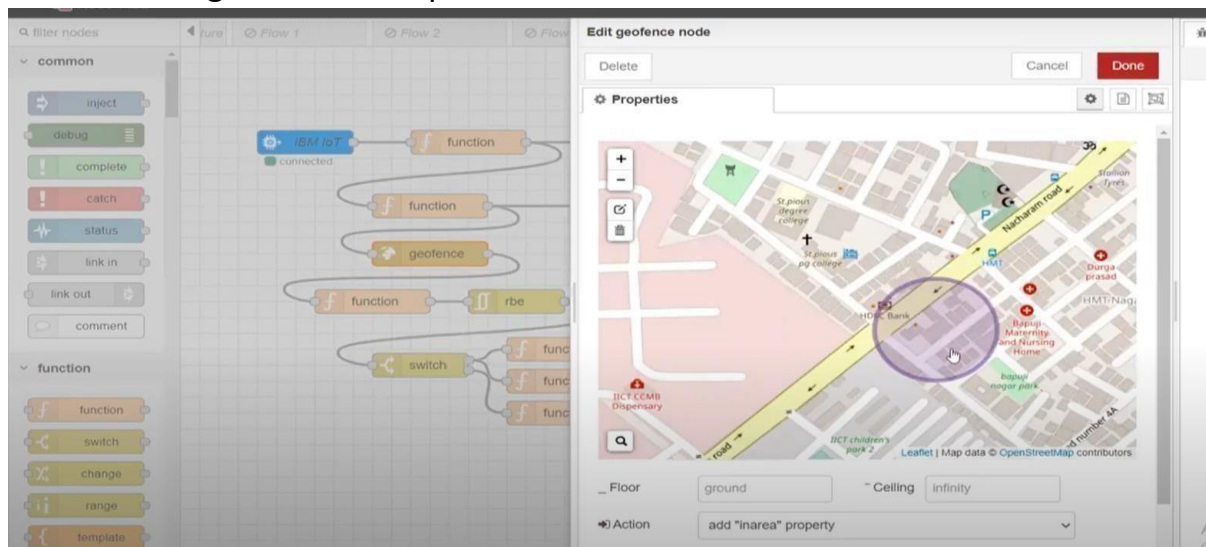 filter nodes
Flow 1
Flow 2
Flow
Edit geofence node
common
Delete
Cancel
Done
inject
Properties
debug
IBM IoT
function
connected
complete
catch
function
status
geofence
link in
link out
function
rbe
comment
switch
func
func
func
function
function
switch
change
range
template
Stallion
Tyres
St.pious
degree
college
Nacharam road
P
St.pious
pg college
HMT
Durga
prasad
HMT-Naga
HDFC Bank
Bapuji
Maternity
and Nursing
Home
bapuji
nagar park
IICT CCMB
Dispensary
IICT children's
park 2
road
number 4A
Leaflet | Map data © OpenStreetMap contributors
Floor
ground
Ceiling
infinity
Action
add "inarea" property